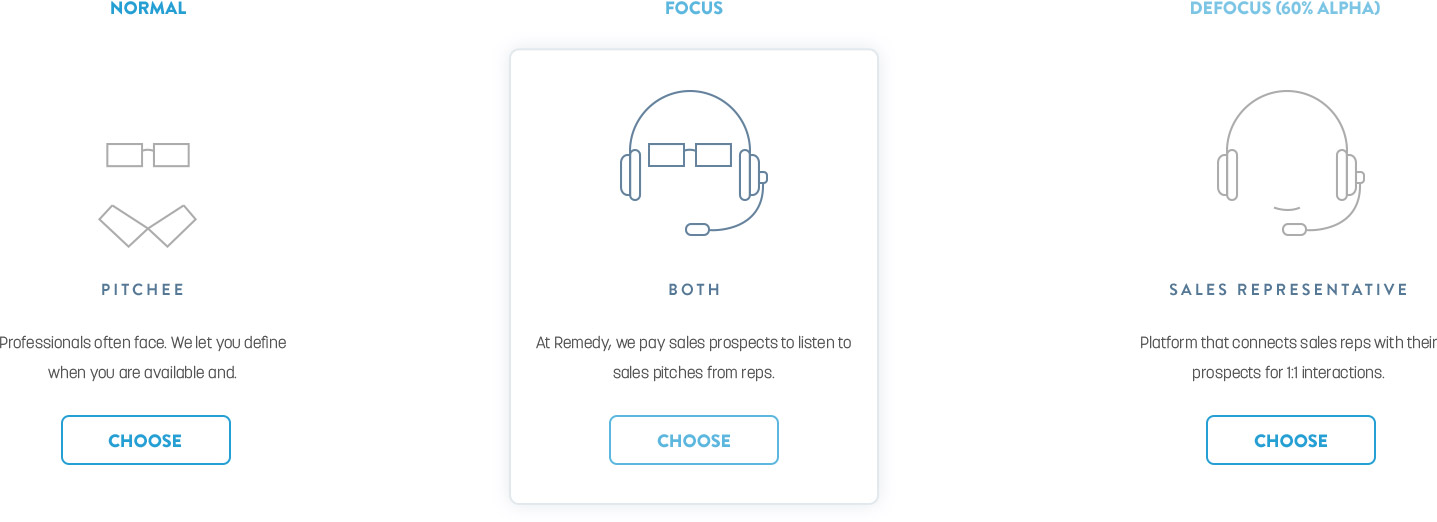 NORMAL
FOCUS
DEFOCUS (60% ALPHA)
PITCHEE
Professionals often face. We let you define
when you are available and.
CHOOSE
BOTH
At Remedy, we pay sales prospects to listen to
sales pitches from reps.
CHOOSE
SALES REPRESENTATIVE
Platform that connects sales reps with their
prospects for 1:1 interactions.
CHOOSE